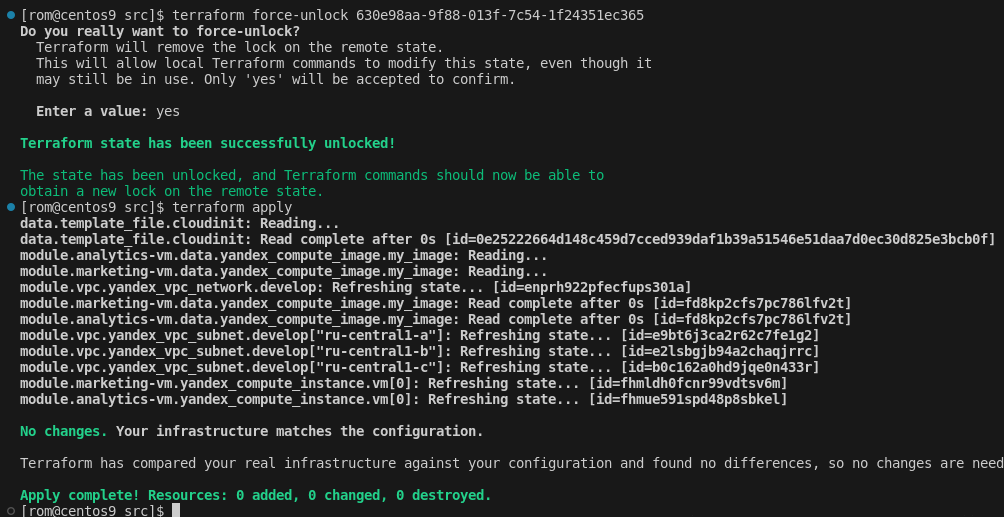 [rom@centos9 src]$ terraform force-unlock 630e98aa-9f88-013f-7c54-1f24351ec365
Do you really want to force-unlock?
Terraform will remove the lock on the remote state.
This will allow local Terraform commands to modify this state, even though it
may still be in use. Only 'yes' will be accepted to confirm.
Enter a value: yes
Terraform state has been successfully unlocked!
The state has been unlocked, and Terraform commands should now be able to
obtain a new lock on the remote state.
[rom@centos9 src]$ terraform apply
data.template_file.cloudinit: Reading...
data.template_file.cloudinit: Read complete after 0s [id=0e25222664d148c459d7cced939daf1b39a51546e51daa7d0ec30d825e3bcb0f]
module.analytics-vm.data.yandex_compute_image.my_image: Reading...
module.marketing-vm.data.yandex_compute_image.my_image: Reading...
module.vpc.yandex_vpc_network.develop: Refreshing state... [id=enprh922pfecfups301a]
module.marketing-vm.data.yandex_compute_image.my_image: Read complete after 0s [id=fd8kp2cfs7pc786lfv2t]
module.analytics-vm.data.yandex_compute_image.my_image: Read complete after 0s [id=fd8kp2cfs7pc786lfv2t]
module.vpc.yandex_vpc_subnet.develop["ru-central1-a"]: Refreshing state... [id=e9bt6j3ca2r62c7fe1g2]
module.vpc.yandex_vpc_subnet.develop["ru-central1-b"]: Refreshing state... [id=e2lsbgjb94a2chaqjrrc]
module.vpc.yandex_vpc_subnet.develop["ru-central1-c"]: Refreshing state... [id=b0c162a0hd9jqe0n433r]
module.marketing-vm.yandex_compute_instance.vm[0]: Refreshing state... [id=fhmldh0fcnr99vdtsv6m]
module.analytics-vm.yandex_compute_instance.vm[0]: Refreshing state... [id=fhmue591spd48p8sbkel]
No changes. Your infrastructure matches the configuration.
Terraform has compared your real infrastructure against your configuration and found no differences, so no changes are need
Apply complete! Resources: 0 added, 0 changed, 0 destroyed.
[rom@centos9 src]$